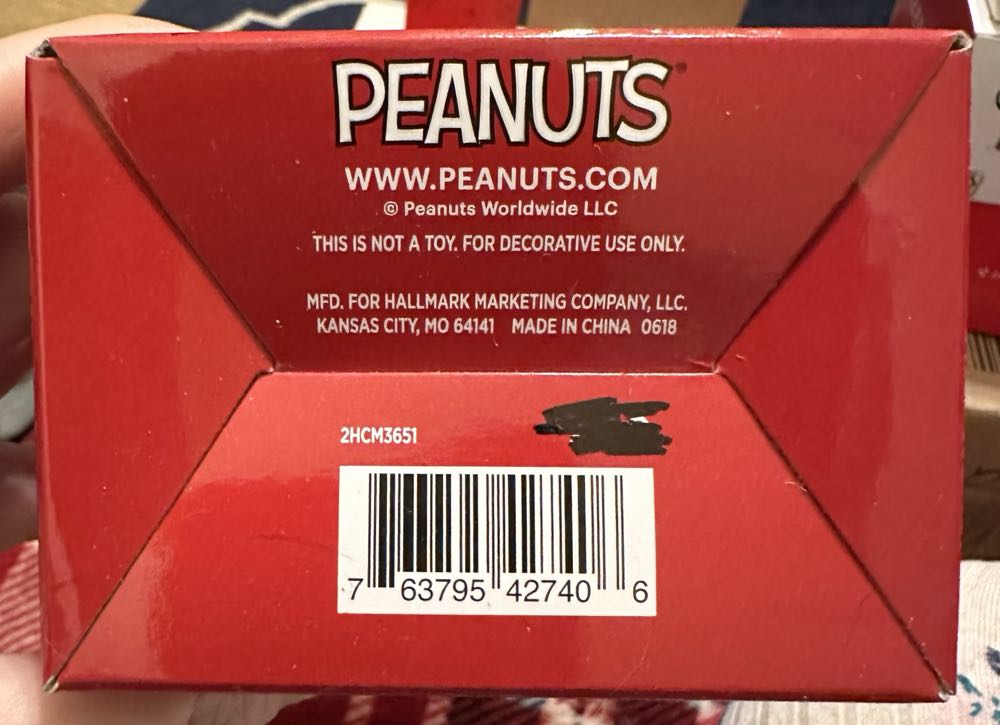 PEANUTS®
WWW.PEANUTS.COM
© Peanuts Worldwide LLC
THIS IS NOT A TOY. FOR DECORATIVE USE ONLY.
MFD. FOR HALLMARK MARKETING COMPANY, LLC.
KANSAS CITY, MO 64141 MADE IN CHINA 0618
2HCM3651
7 63795 42740 6